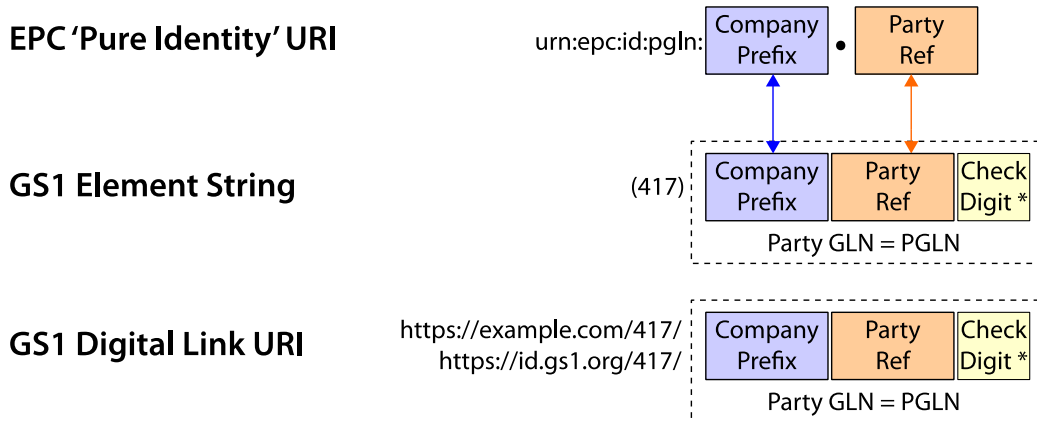 EPC ‘Pure Identity’ URI
urn:epc:id:pgln:
Company
Prefix
•
Party
Ref
GS1 Element String
(417)
Company
Prefix
Party
Ref
Check
Digit *
Party GLN = PGLN
GS1 Digital Link URI
https://example.com/417/
https://id.gs1.org/417/
Company
Prefix
Party
Ref
Check
Digit *
Party GLN = PGLN